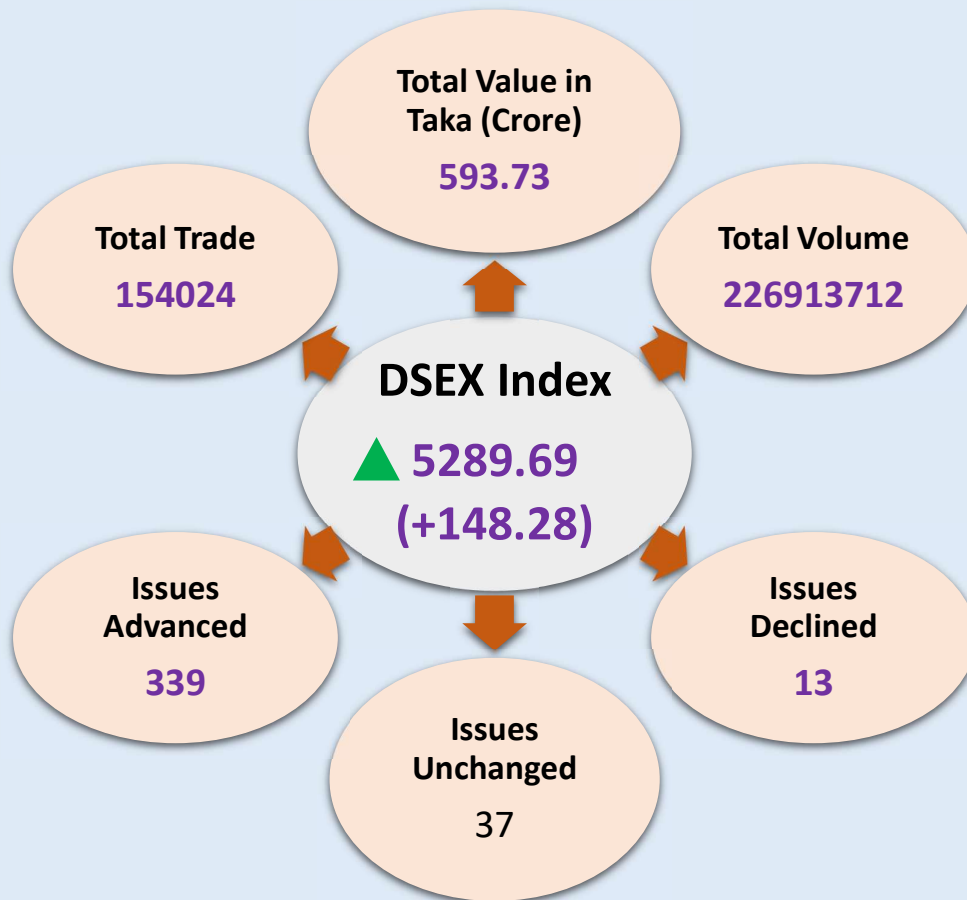 Total Value in
Taka (Crore)
593.73
Total Trade
154024
Total Volume
226913712
DSEX Index
5289.69
(+148.28)
Issues
Advanced
339
Issues
Declined
13
Issues
Unchanged
37